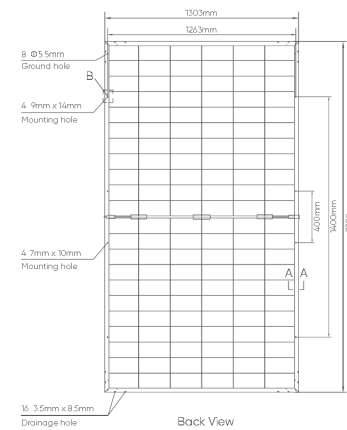 1303mm
1263mm
8 Φ5.5mm
Ground hole
B
4 9mm x 14mm
Mounting hole
400mm
1400mm
4 7mm x 10mm
Mounting hole
A A
16 3.5mm x 8.5mm
Drainage hole
Back View